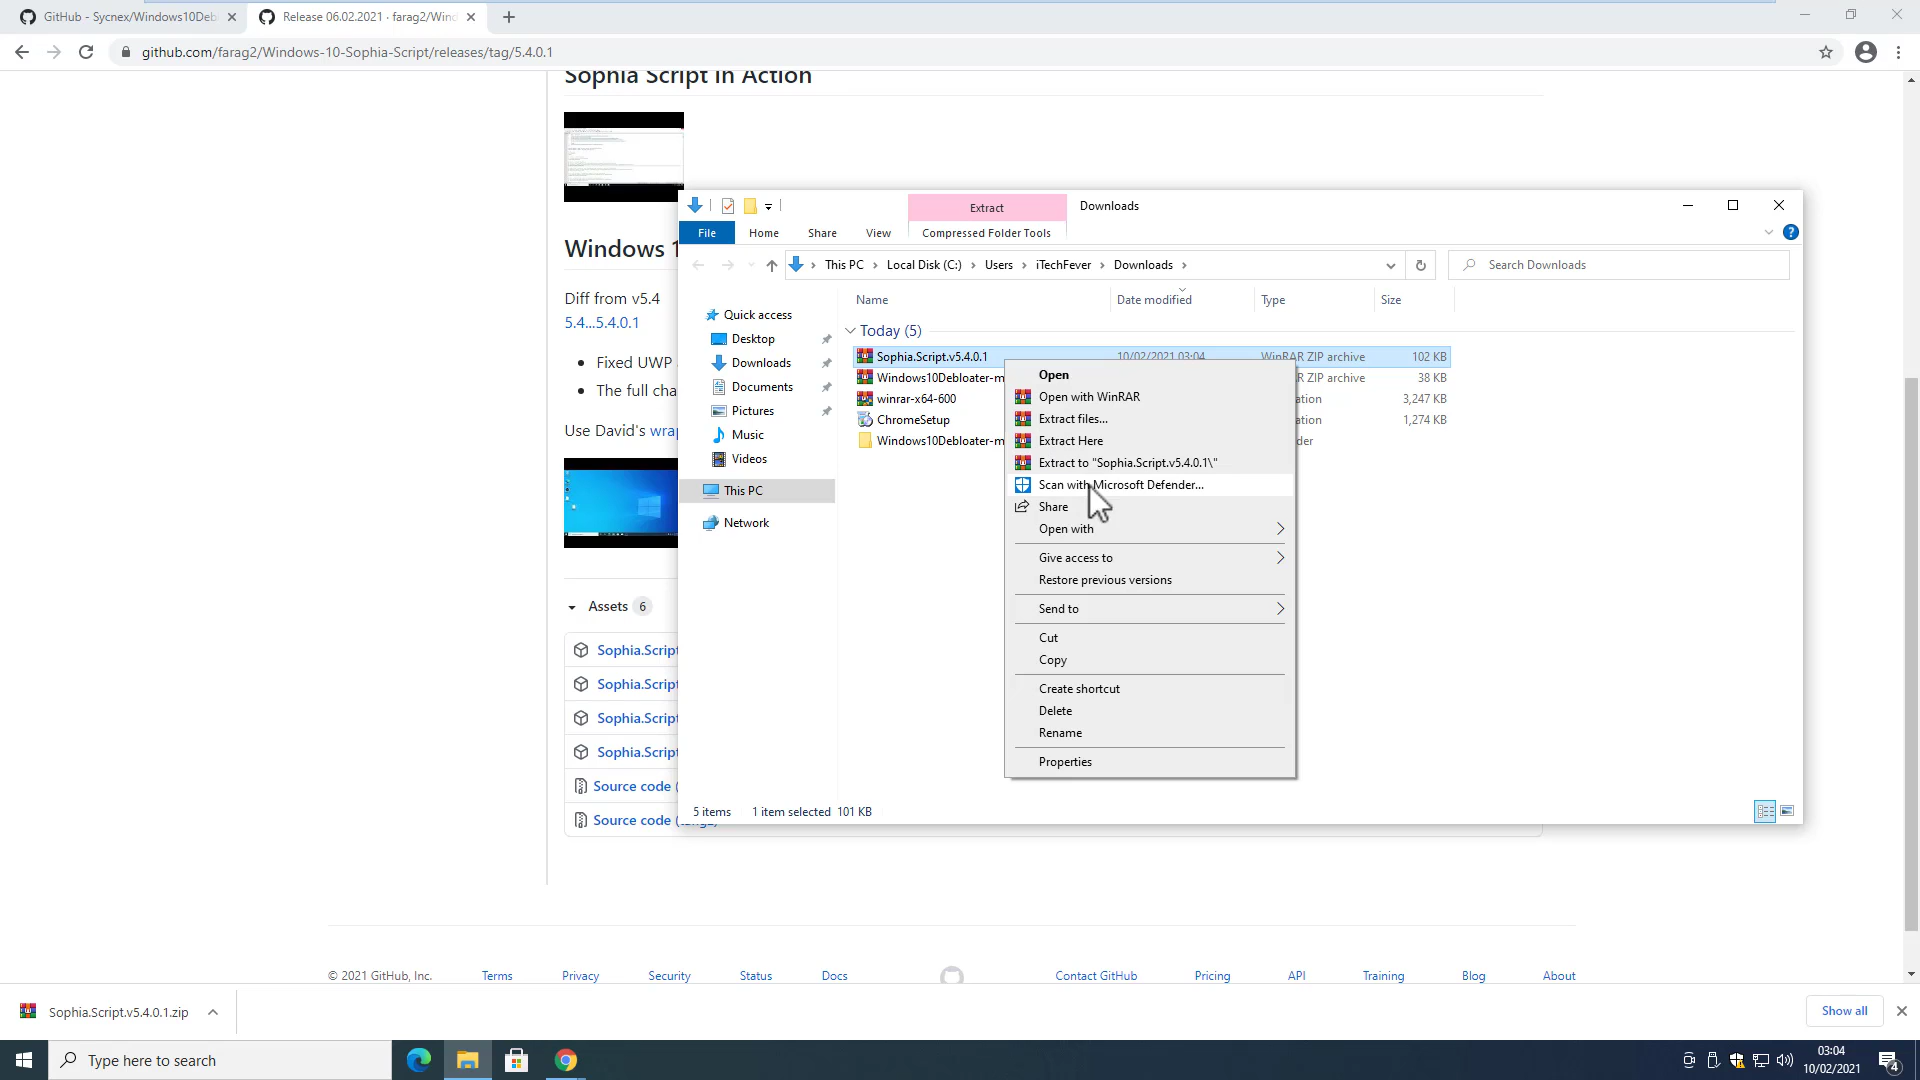 GitHub - Sycnex/Windows10Deb
Release 06.02.2021 · farag2/Wind
github.com/farag2/Windows-10-Sophia-Script/releases/tag/5.4.0.1
Sophia Script in Action
Windows 1
Diff from v5.4
5.4...5.4.0.1
Fixed UWP
The full cha
Use David's wrap
Assets 6
Sophia.Script
Sophia.Script
Sophia.Script
Sophia.Script
Source code (
Source code (
Extract
Downloads
File
Home
Share
View
Compressed Folder Tools
This PC
Local Disk (C:)
Users
iTechFever
Downloads
Search Downloads
Name
Date modified
Type
Size
Quick access
Desktop
Downloads
Documents
Pictures
Music
Videos
This PC
Network
Today (5)
Sophia.Script.v5.4.0.1
10/02/2021 03:04
WinRAR ZIP archive
102 KB
Windows10Debloater-m
R ZIP archive
38 KB
winrar-x64-600
ation
3,247 KB
ChromeSetup
ation
1,274 KB
Windows10Debloater-m
der
Open
Open with WinRAR
Extract files...
Extract Here
Extract to "Sophia.Script.v5.4.0.1\"
Scan with Microsoft Defender...
Share
Open with
Give access to
Restore previous versions
Send to
Cut
Copy
Create shortcut
Delete
Rename
Properties
5 items
1 item selected 101 KB
© 2021 GitHub, Inc.
Terms
Privacy
Security
Status
Docs
Contact GitHub
Pricing
API
Training
Blog
About
Sophia.Script.v5.4.0.1.zip
Show all
Type here to search
03:04
10/02/2021
4